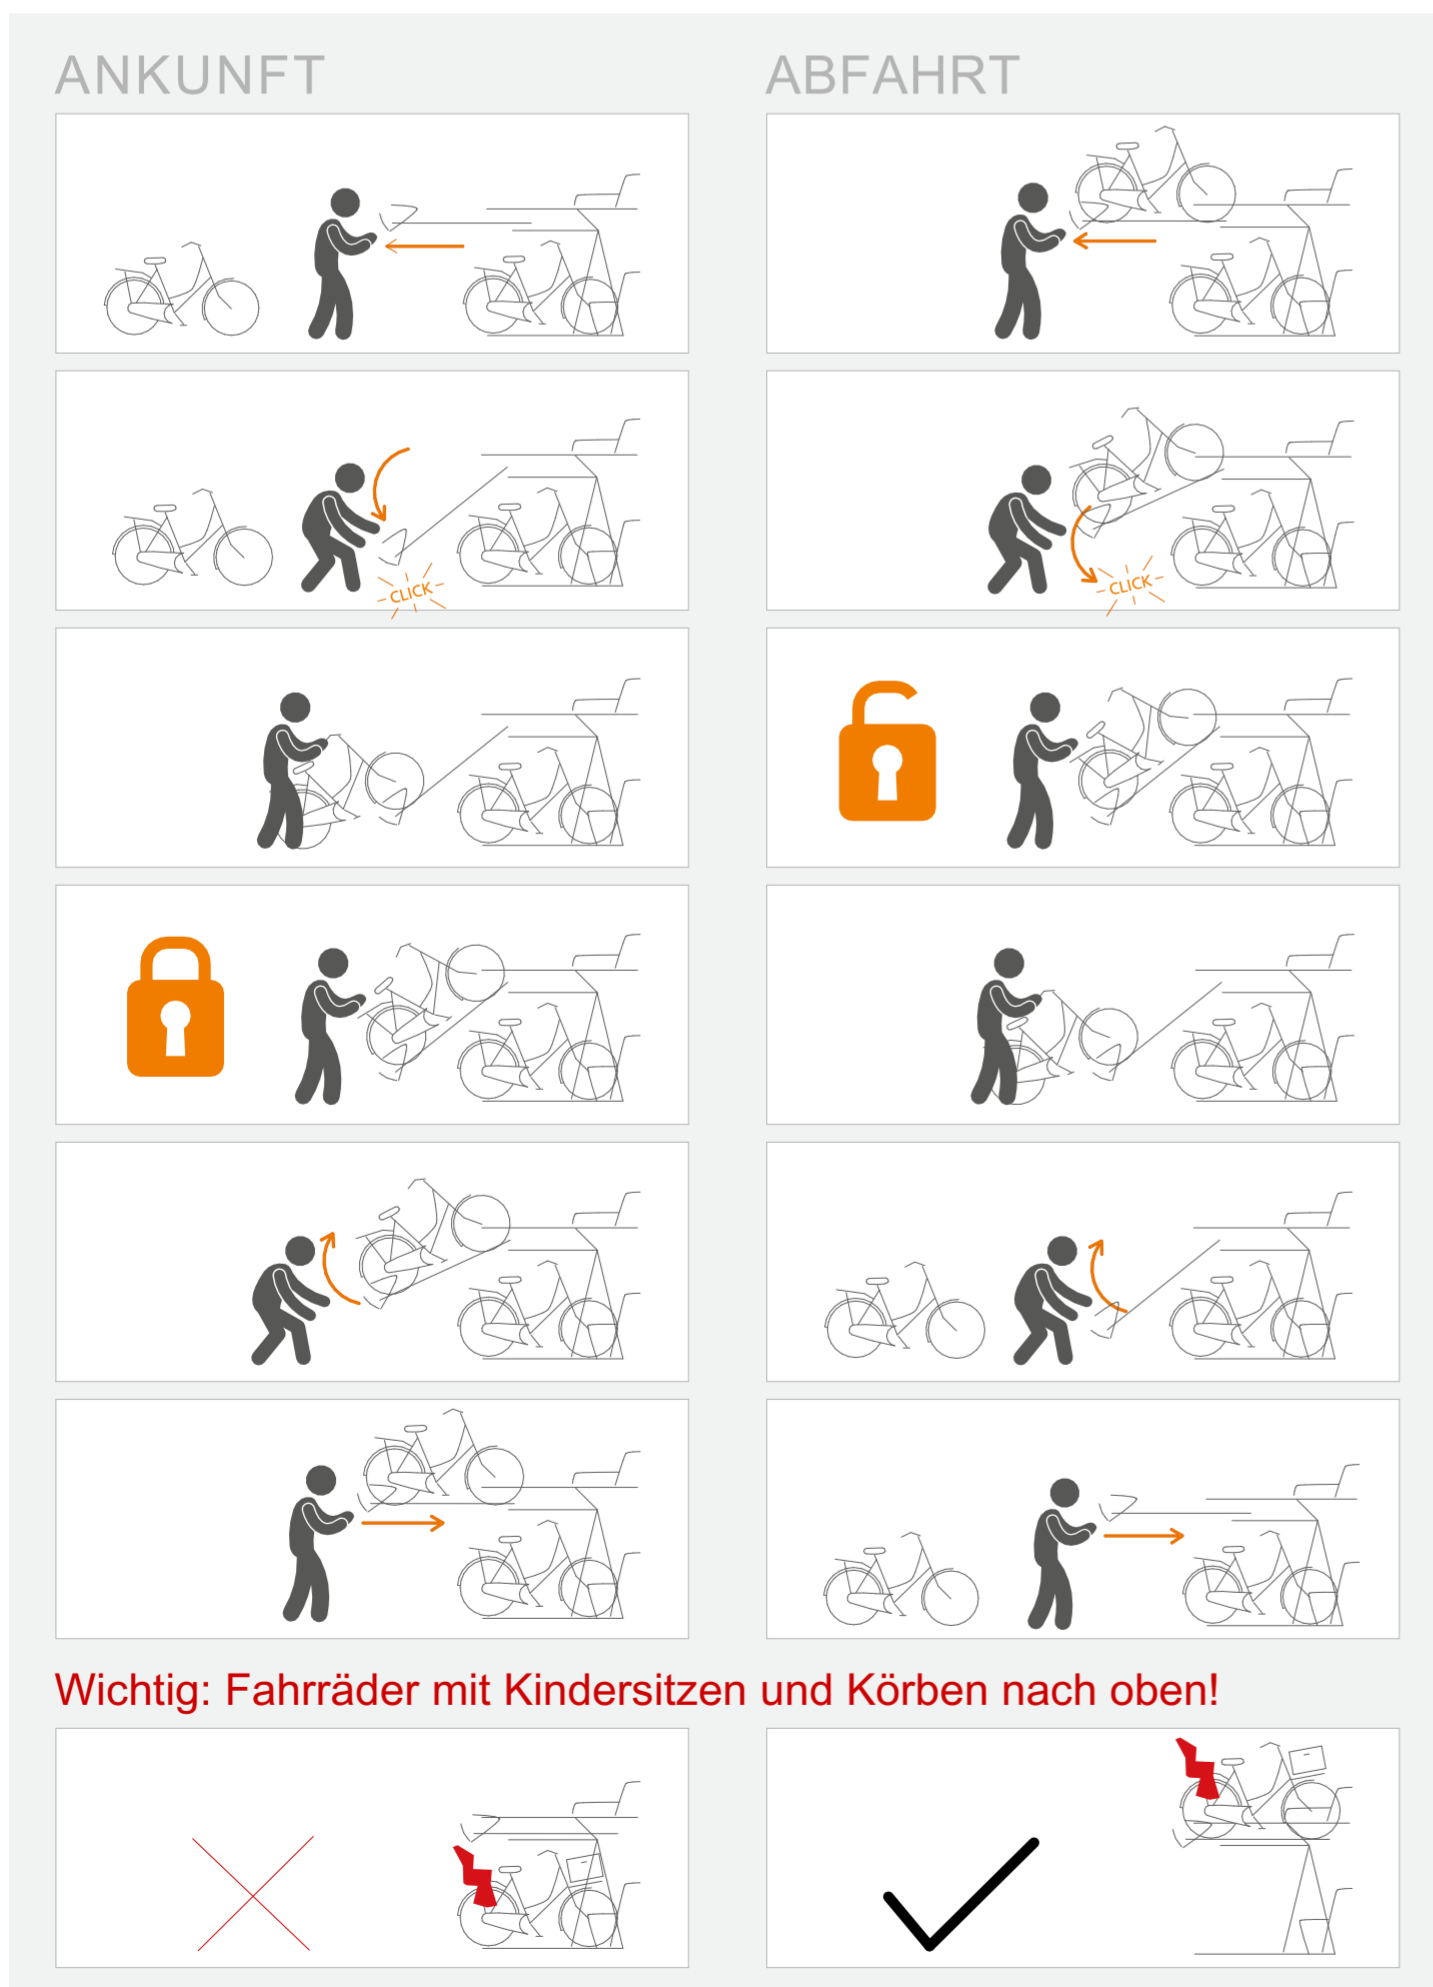 ANKUNFT
ABFAHRT
CLICK
CLICK
Wichtig: Fahrräder mit Kindersitzen und Körben nach oben!